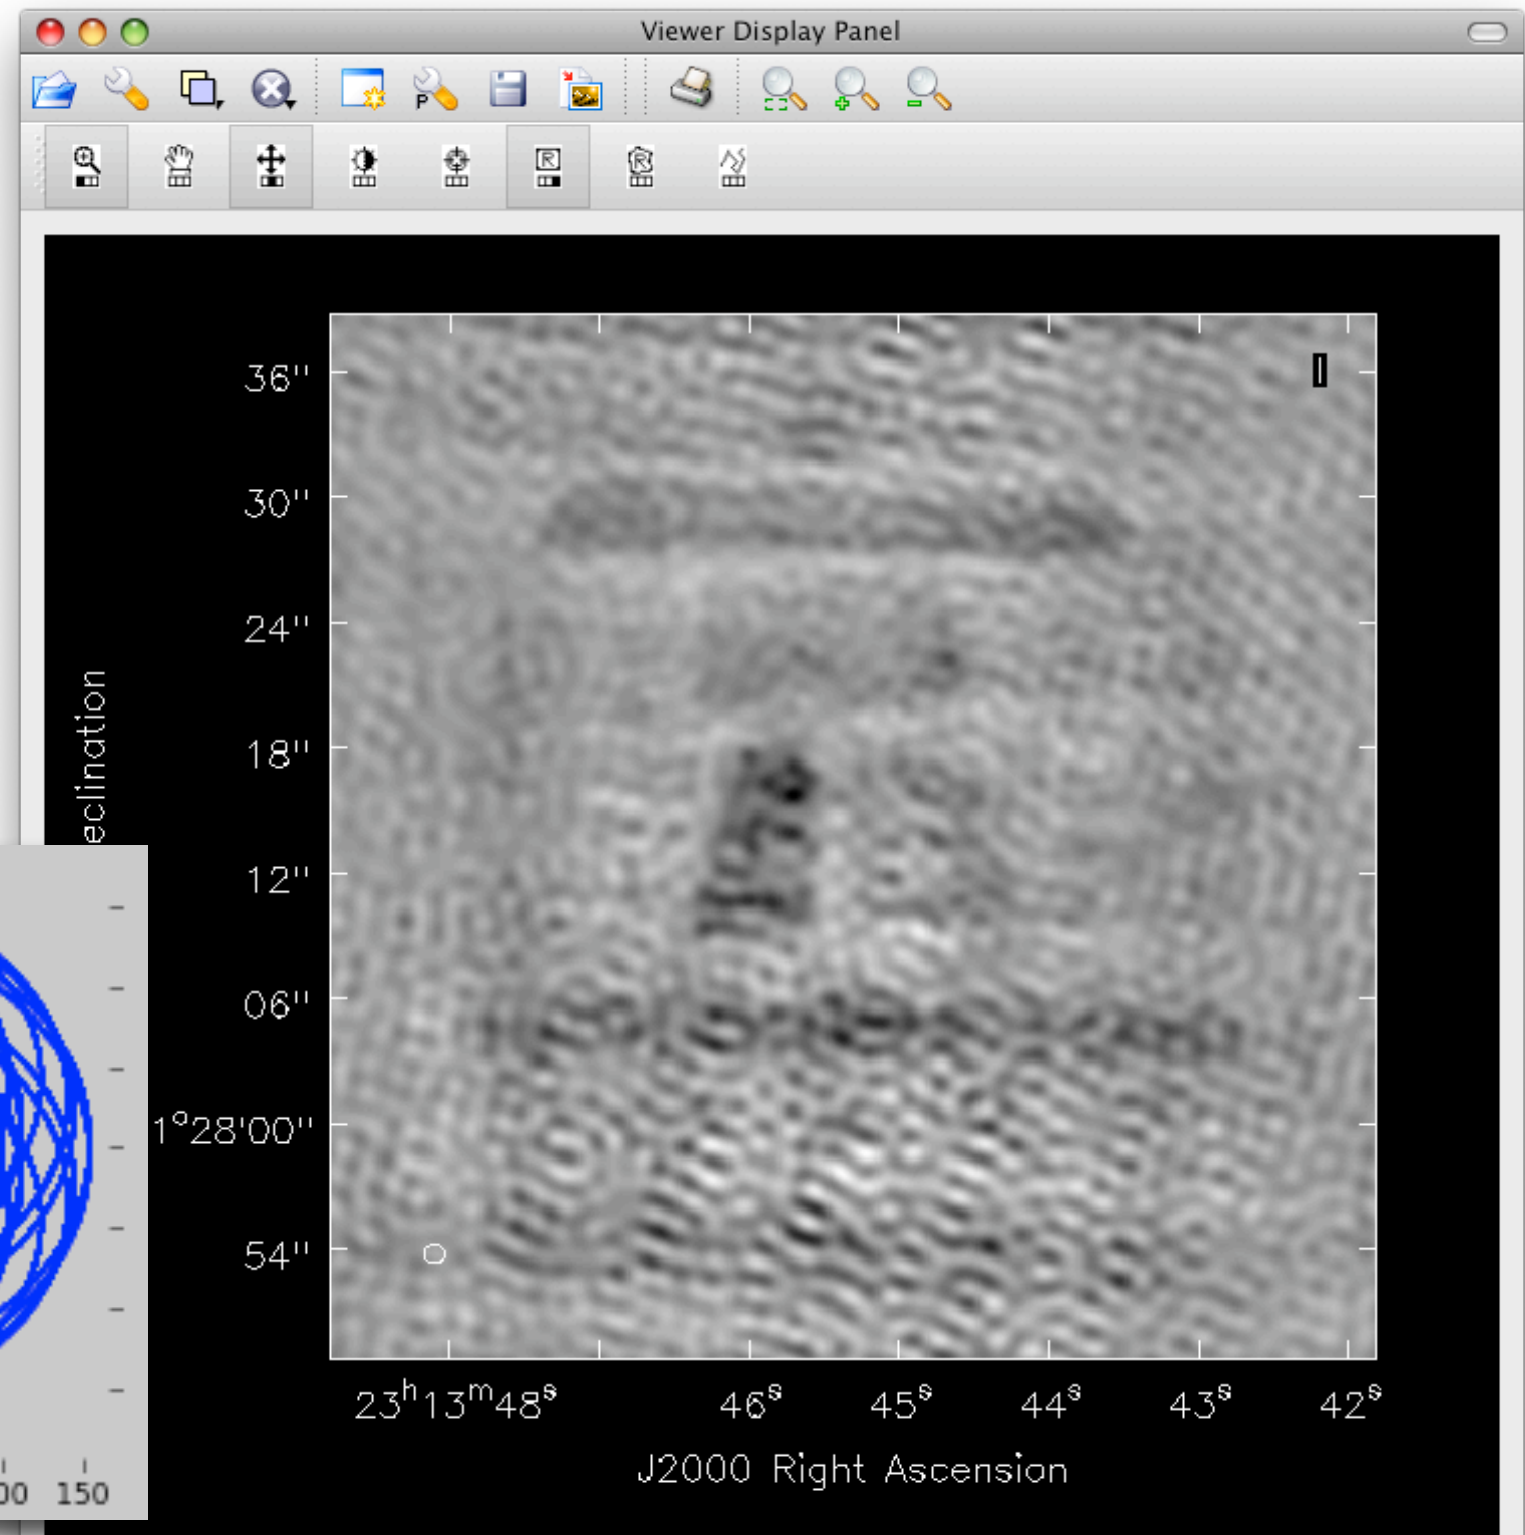 Viewer Display Panel
P
R
R
36"
30"
24"
18"
12"
06"
1°28'00"
54"
eclination
23ʰ13ᵐ48ˢ 46ˢ 45ˢ 44ˢ 43ˢ 42ˢ
J2000 Right Ascension
00 150